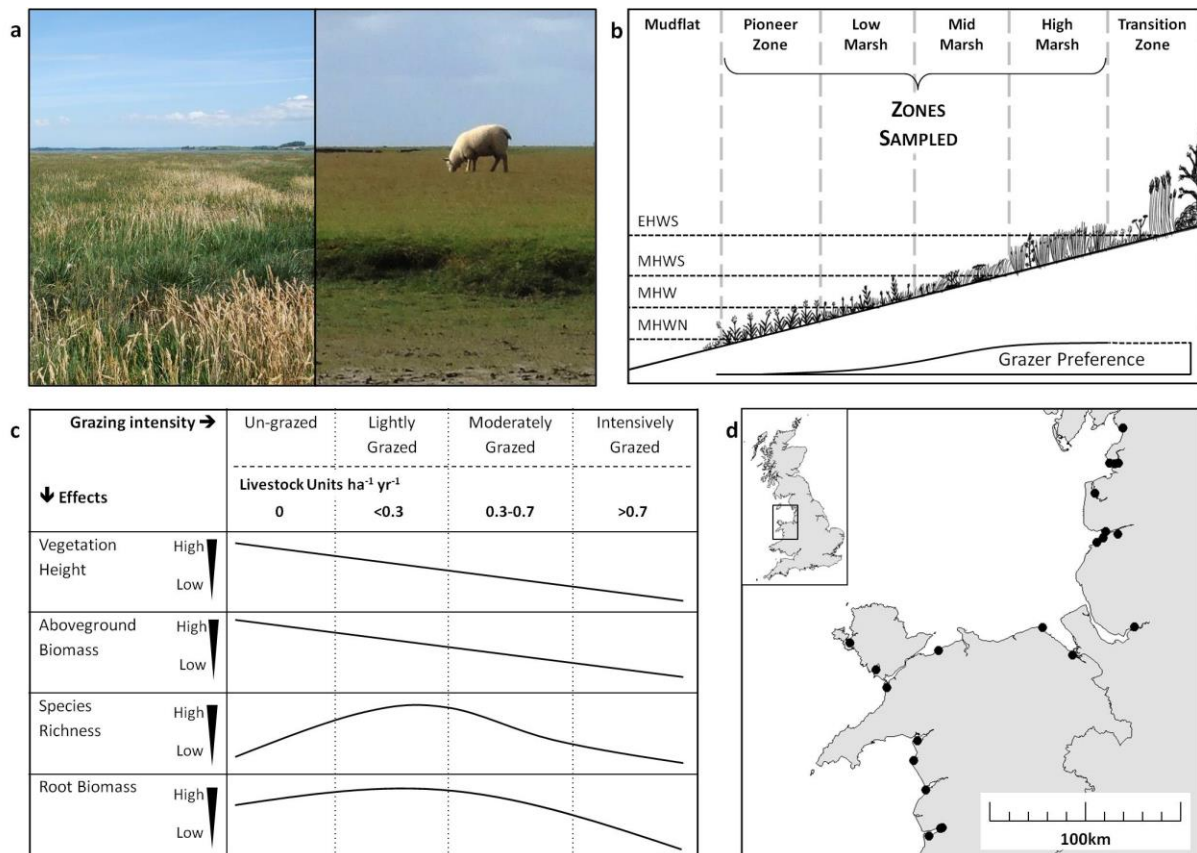 a
b
Mudflat
Pioneer
Zone
Low
Marsh
Mid
Marsh
High
Marsh
Transition
Zone
ZONES
SAMPLED
EHWS
MHWS
MHW
MHWN
Grazer Preference
c
Grazing intensity →
Un-grazed
Lightly
Grazed
Moderately
Grazed
Intensively
Grazed
↓ Effects
Livestock Units ha⁻¹ yr⁻¹
0
<0.3
0.3-0.7
>0.7
Vegetation
Height
High
Low
Aboveground
Biomass
High
Low
Species
Richness
High
Low
Root Biomass
High
Low
d
100km